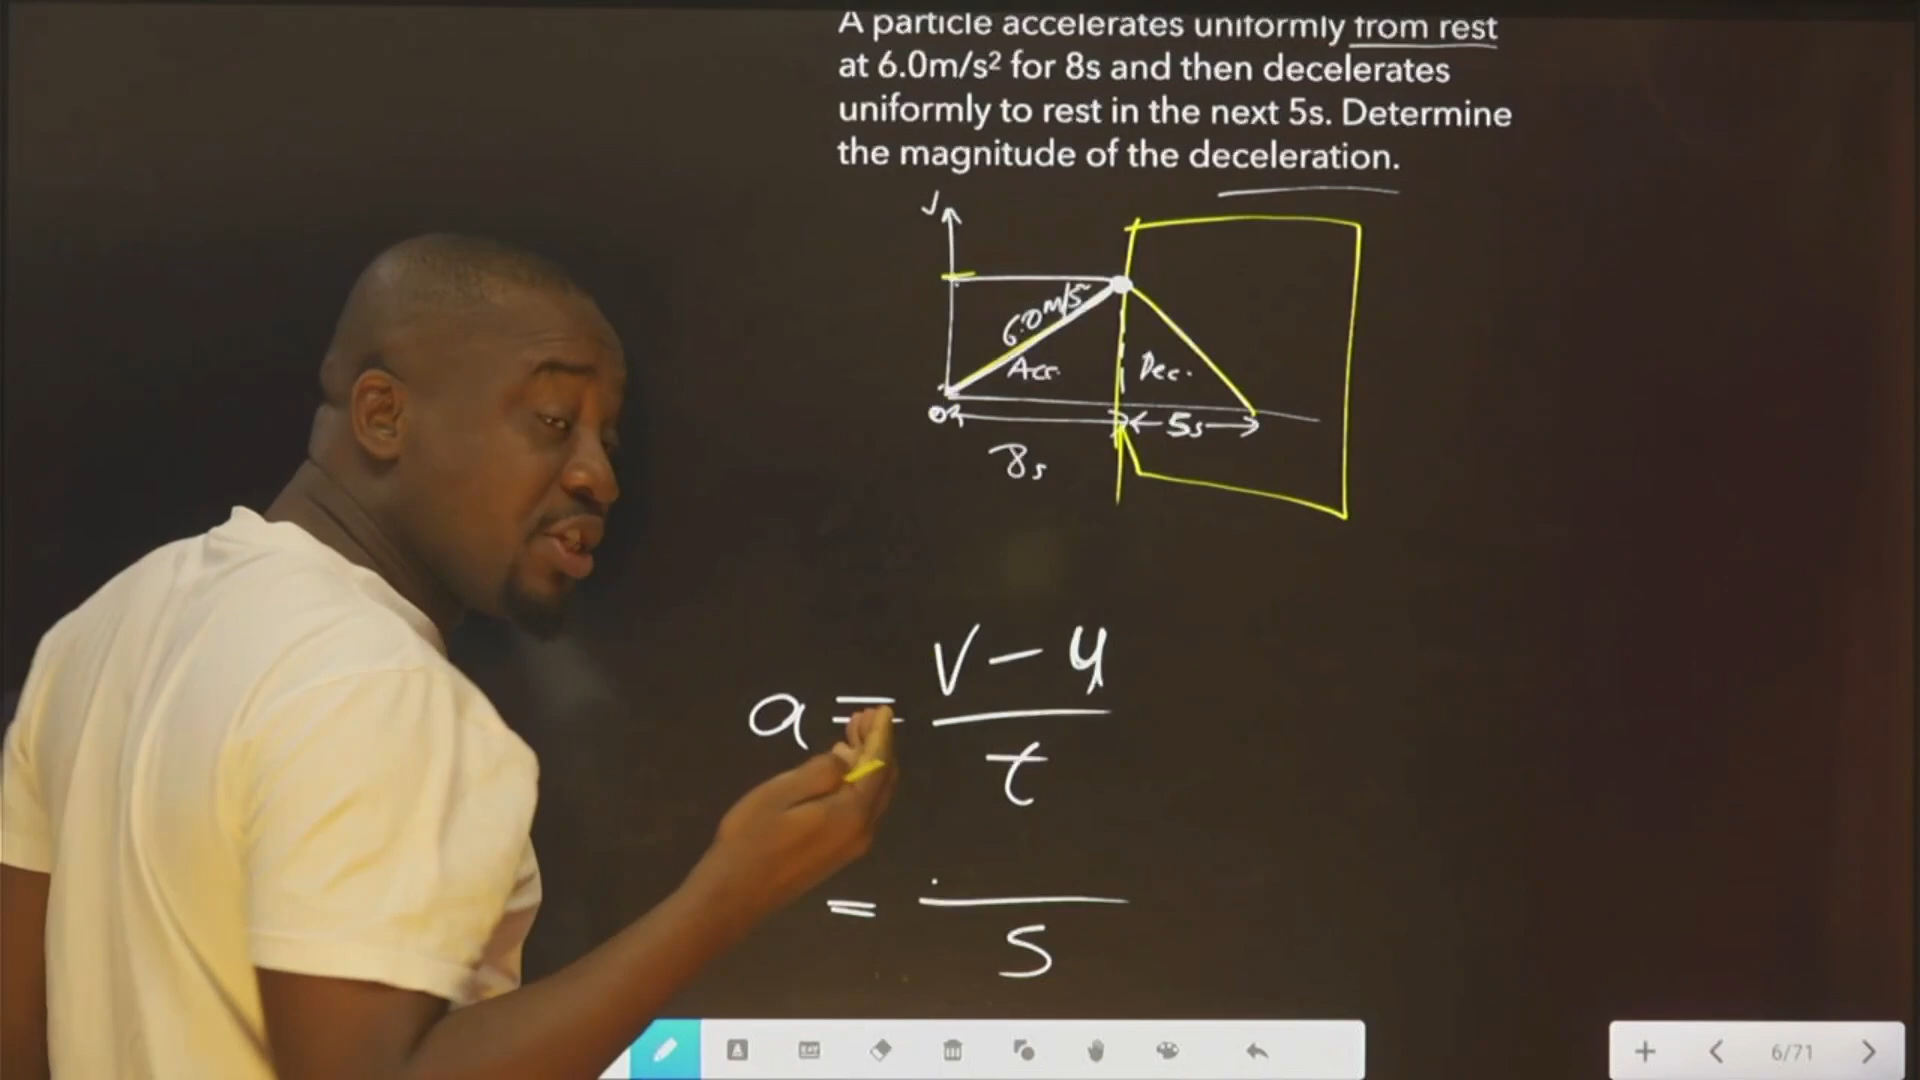 A particle accelerates uniformly from rest
at 6.0m/s² for 8s and then decelerates
uniformly to rest in the next 5s. Determine
the magnitude of the deceleration.
6.0 m/s²
Acc.
Dec.
5s
8s
a = v - u
t
=
5
6/71